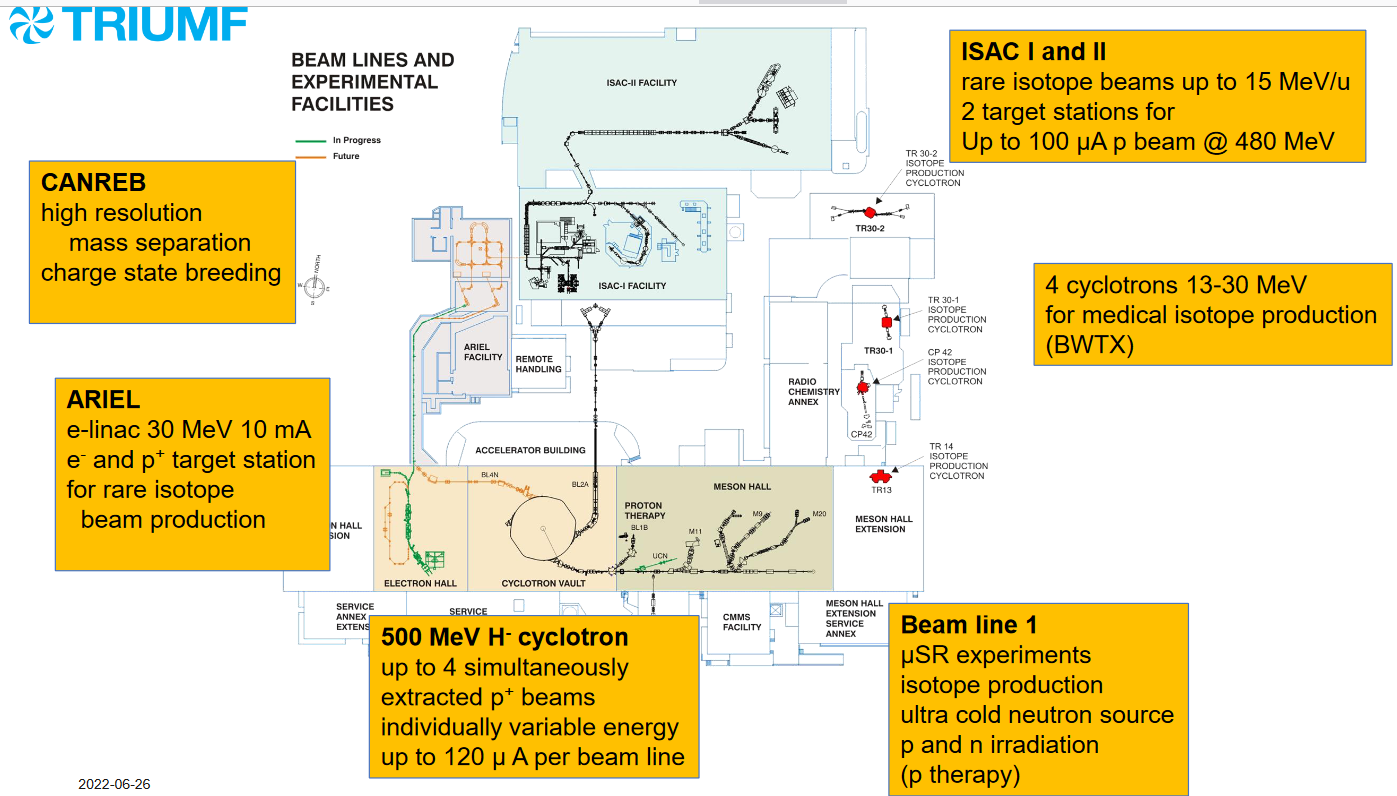 TRIUMF
BEAM LINES AND
EXPERIMENTAL
FACILITIES
In Progress
Future
ISAC I and II
rare isotope beams up to 15 MeV/u
2 target stations for
Up to 100 µA p beam @ 480 MeV
CANREB
high resolution
mass separation
charge state breeding
4 cyclotrons 13-30 MeV
for medical isotope production
(BWTX)
ARIEL
e-linac 30 MeV 10 mA
e- and p+ target station
for rare isotope
beam production
500 MeV H- cyclotron
up to 4 simultaneously
extracted p+ beams
individually variable energy
up to 120 µ A per beam line
Beam line 1
µSR experiments
isotope production
ultra cold neutron source
p and n irradiation
(p therapy)
ISAC-II FACILITY
ISAC-I FACILITY
NORTH
W
E
S
TR 30-2
ISOTOPE
PRODUCTION
CYCLOTRON
TR30-2
TR 30-1
ISOTOPE
PRODUCTION
CYCLOTRON
TR30-1
CP 42
ISOTOPE
PRODUCTION
CYCLOTRON
CP42
TR 14
ISOTOPE
PRODUCTION
CYCLOTRON
TR13
ARIEL
FACILITY
REMOTE
HANDLING
RADIO
CHEMISTRY
ANNEX
ACCELERATOR BUILDING
BL4N
BL2A
MESON HALL
PROTON
THERAPY
BL1B
UCN
M11
M9
M20
MESON HALL
EXTENSION
N HALL
SION
ELECTRON HALL
CYCLOTRON VAULT
SERVICE
ANNEX
EXTENS
SERVICE
CMMS
FACILITY
MESON HALL
EXTENSION
SERVICE
ANNEX
2022-06-26